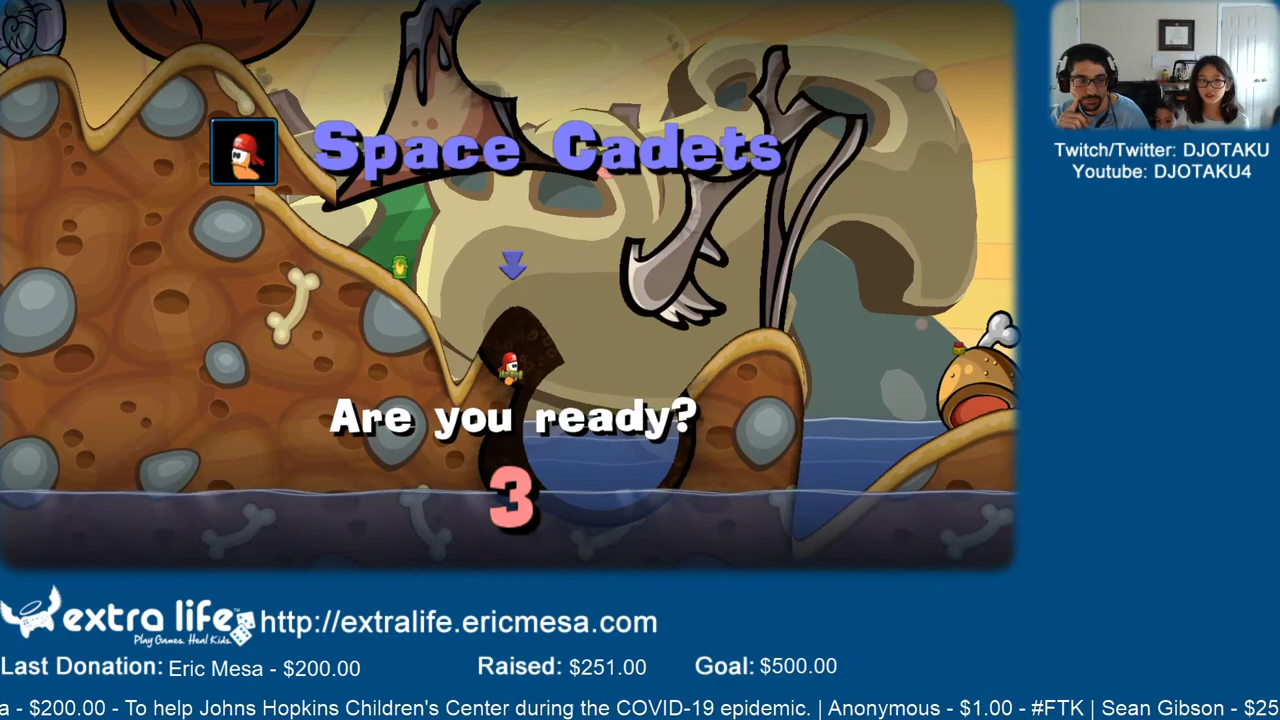 Space Cadets
Are you ready?
3
Twitch/Twitter: DJOTAKU
Youtube: DJOTAKU4
extra life
Play Games. Heal Kids.
http://extralife.ericmesa.com
Last Donation: Eric Mesa - $200.00
Raised: $251.00
Goal: $500.00
a - $200.00 - To help Johns Hopkins Children's Center during the COVID-19 epidemic. | Anonymous - $1.00 - #FTK | Sean Gibson - $25